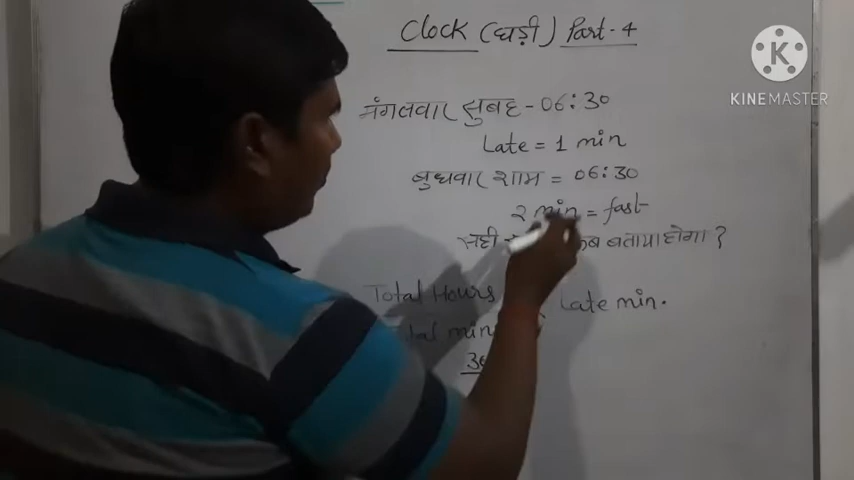 Clock (घड़ी) Part-4
K
KINEMASTER
मंगलवार सुबह - 06:30
Late = 1 min
बुधवार शाम = 06:30
2 min = fast
सही बताया होगा ?
Total Hours
Late min.
min